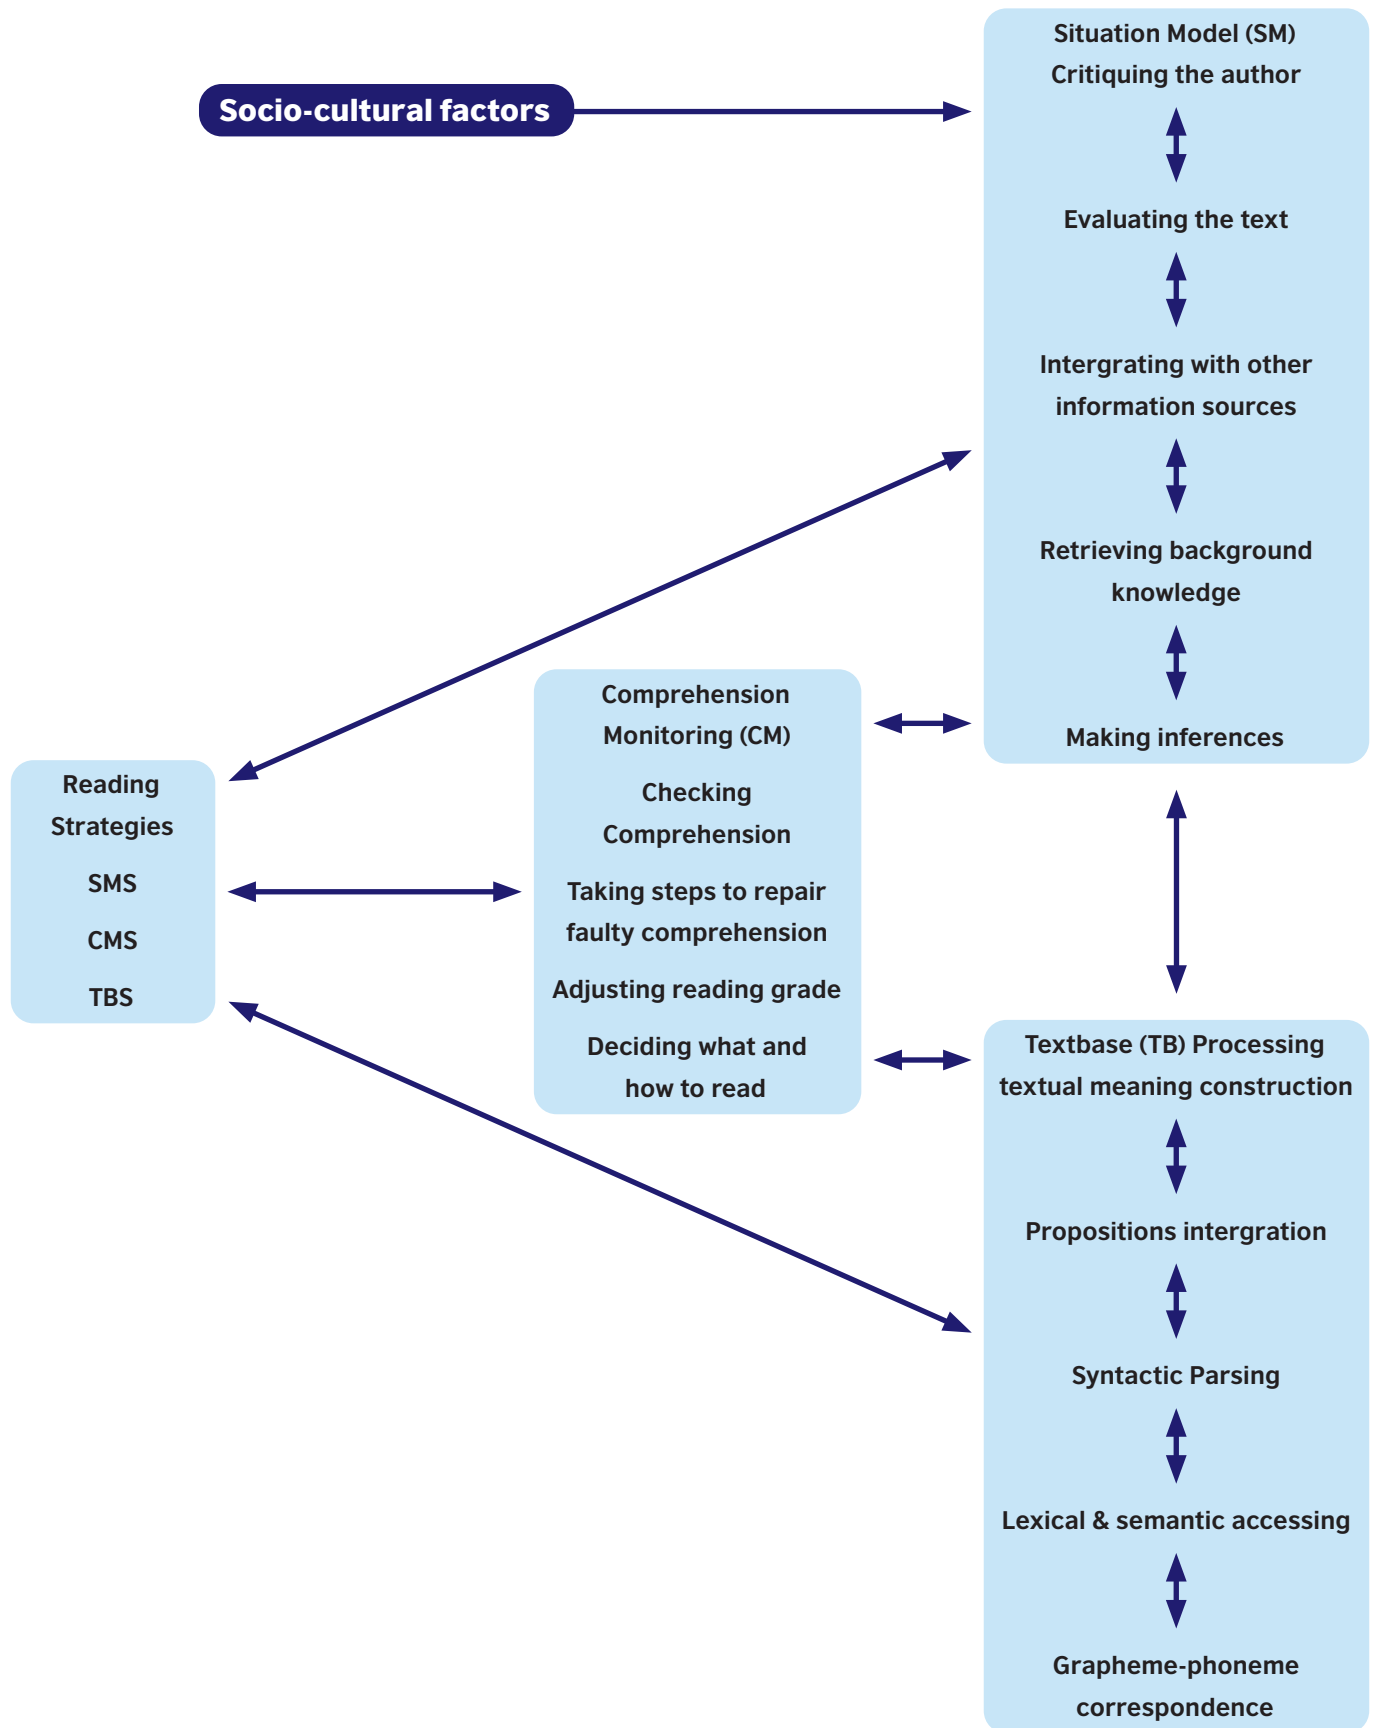 Situation Model (SM)
Critiquing the author
Socio-cultural factors
Evaluating the text
Intergrating with other
information sources
Retrieving background
knowledge
Making inferences
Comprehension
Monitoring (CM)
Checking
Comprehension
Taking steps to repair
faulty comprehension
Adjusting reading grade
Deciding what and
how to read
Reading
Strategies
SMS
CMS
TBS
Textbase (TB) Processing
textual meaning construction
Propositions intergration
Syntactic Parsing
Lexical & semantic accessing
Grapheme-phoneme
correspondence